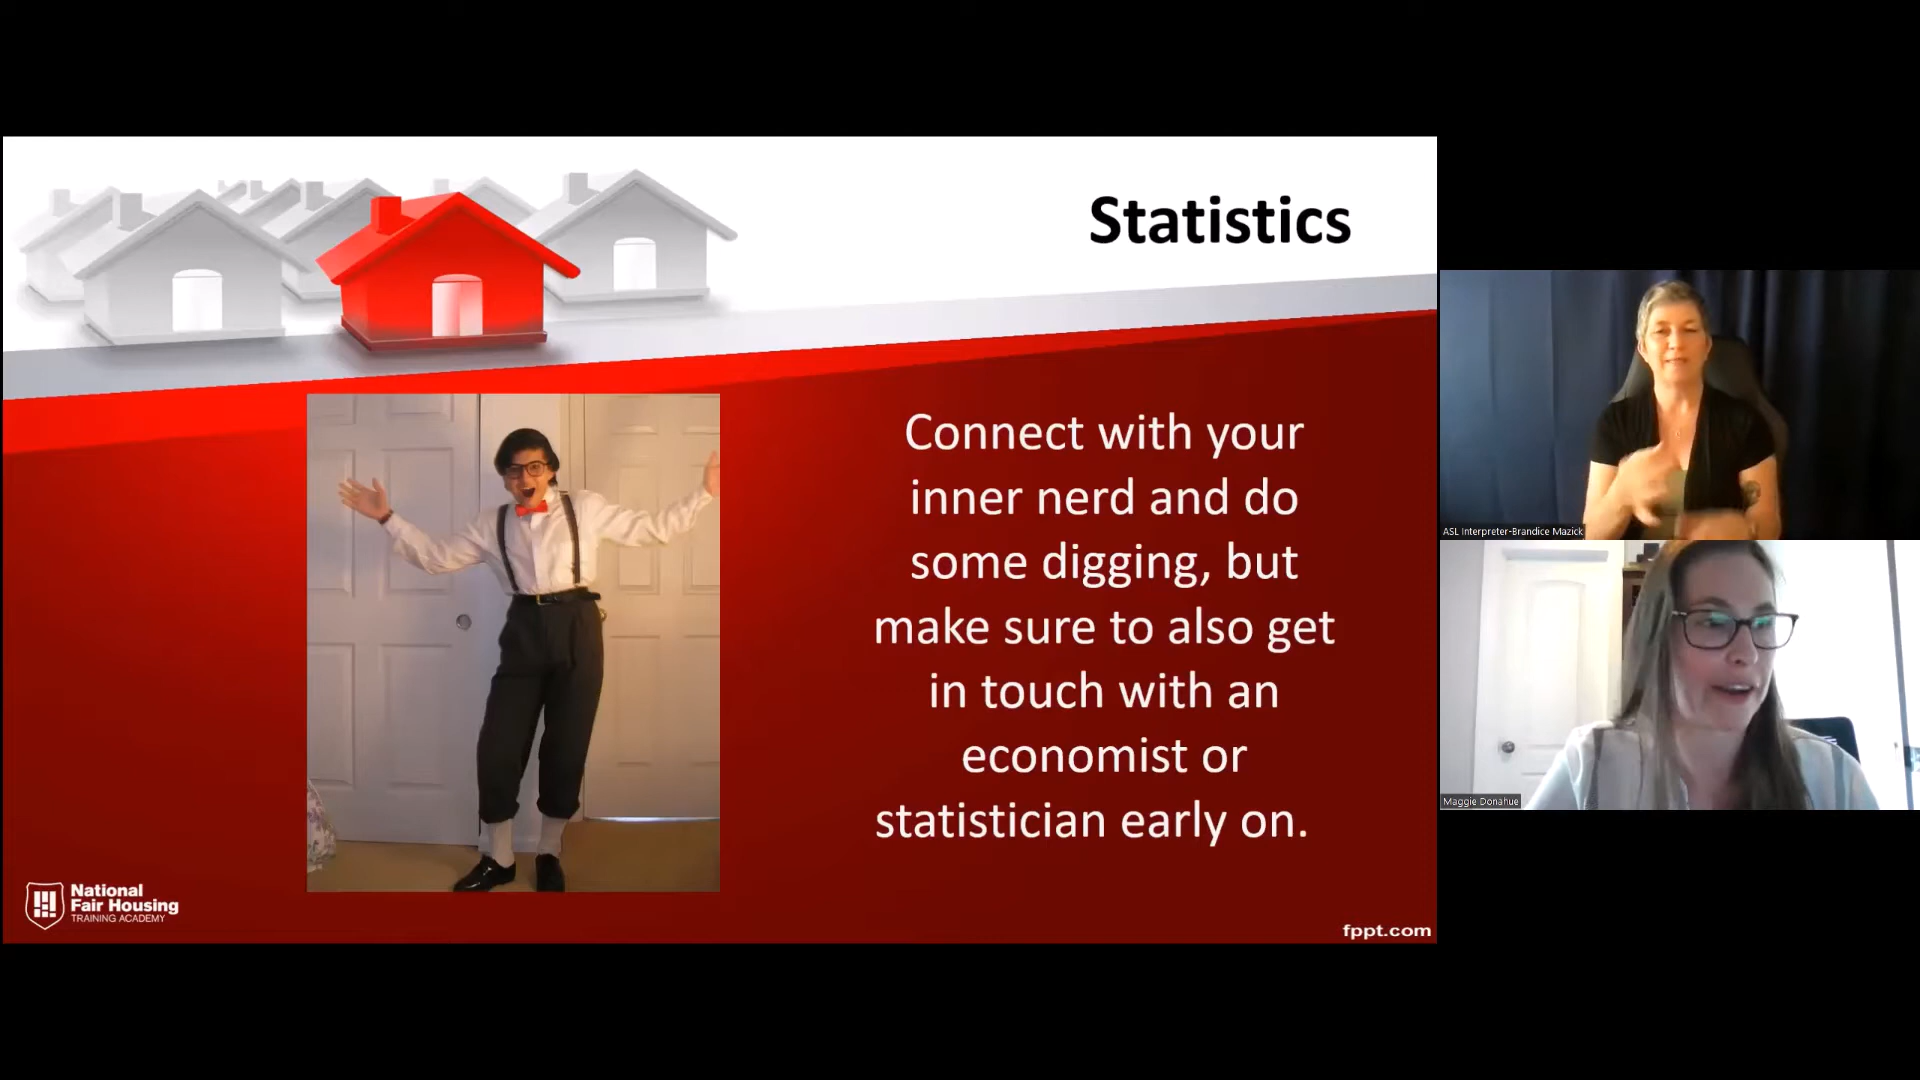 Statistics
Connect with your
inner nerd and do
some digging, but
make sure to also get
in touch with an
economist or
statistician early on.
National
Fair Housing
TRAINING ACADEMY
fppt.com
ASL Interpreter-Brandice Mazick
Maggie Donahue